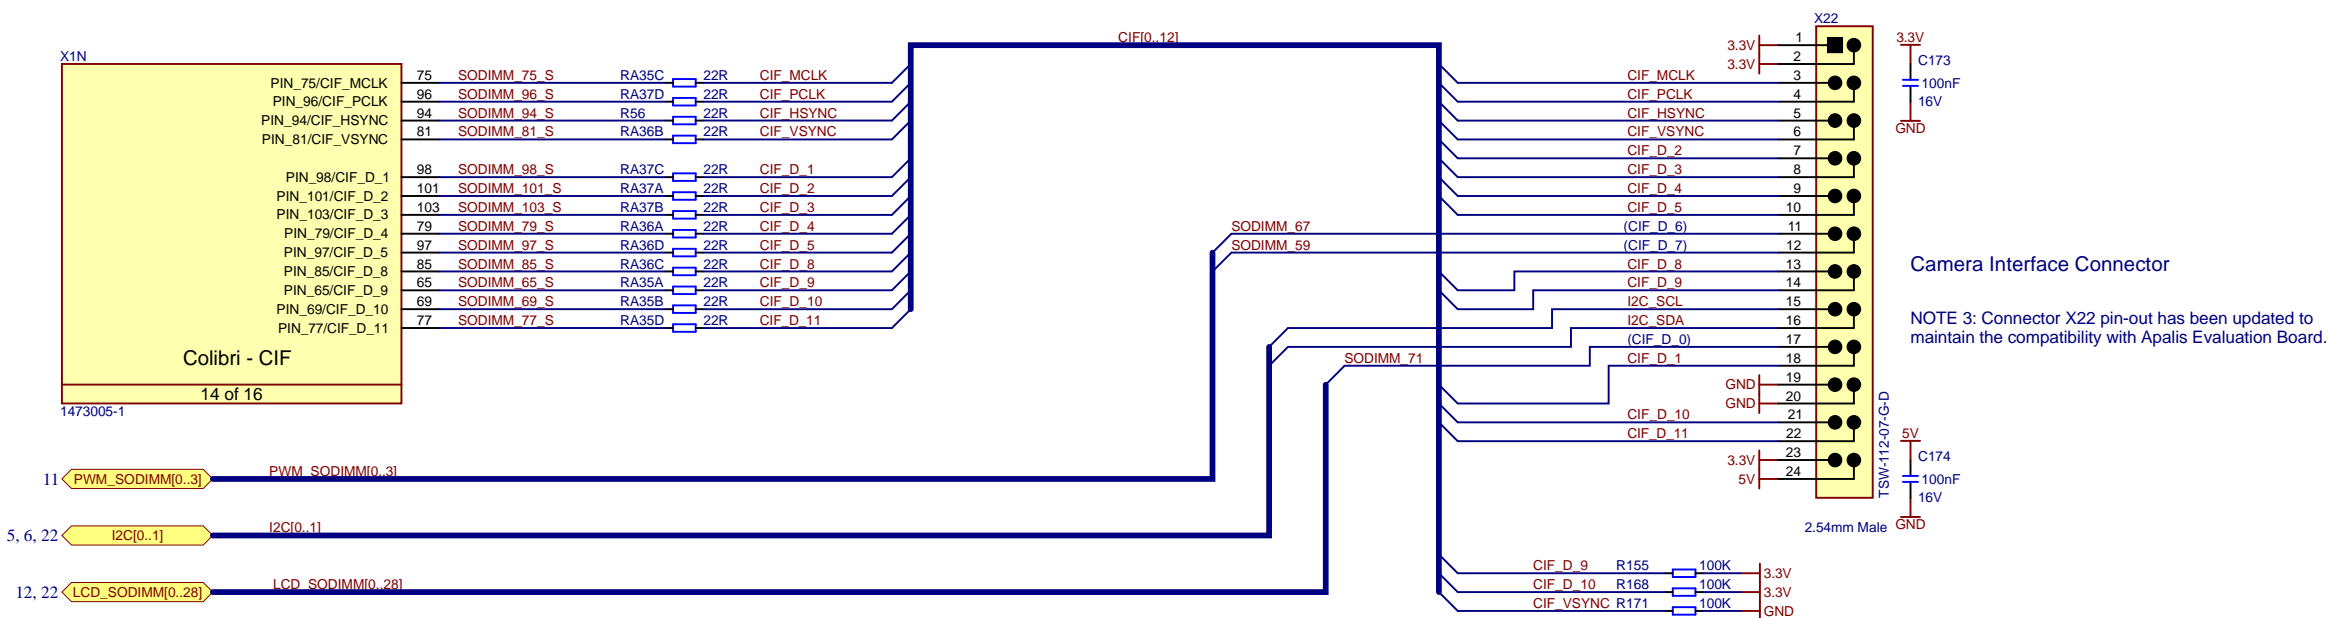 X1N
PIN_75/CIF_MCLK 75 SODIMM_75_S RA35C 22R CIF_MCLK
PIN_96/CIF_PCLK 96 SODIMM_96_S RA37D 22R CIF_PCLK
PIN_94/CIF_HSYNC 94 SODIMM_94_S R56 22R CIF_HSYNC
PIN_81/CIF_VSYNC 81 SODIMM_81_S RA36B 22R CIF_VSYNC
PIN_98/CIF_D_1 98 SODIMM_98_S RA37C 22R CIF_D_1
PIN_101/CIF_D_2 101 SODIMM_101_S RA37A 22R CIF_D_2
PIN_103/CIF_D_3 103 SODIMM_103_S RA37B 22R CIF_D_3
PIN_79/CIF_D_4 79 SODIMM_79_S RA36A 22R CIF_D_4
PIN_97/CIF_D_5 97 SODIMM_97_S RA36D 22R CIF_D_5
PIN_85/CIF_D_8 85 SODIMM_85_S RA36C 22R CIF_D_8
PIN_65/CIF_D_9 65 SODIMM_65_S RA35A 22R CIF_D_9
PIN_69/CIF_D_10 69 SODIMM_69_S RA35B 22R CIF_D_10
PIN_77/CIF_D_11 77 SODIMM_77_S RA35D 22R CIF_D_11
Colibri - CIF
14 of 16
1473005-1
11 PWM_SODIMM[0..3] PWM_SODIMM[0..3]
5, 6, 22 I2C[0..1] I2C[0..1]
12, 22 LCD_SODIMM[0..28] LCD_SODIMM[0..28]
CIF[0..12]
X22
3.3V 1
3.3V 2
CIF_MCLK 3
CIF_PCLK 4
CIF_HSYNC 5
CIF_VSYNC 6
CIF_D_2 7
CIF_D_3 8
CIF_D_4 9
CIF_D_5 10
SODIMM_67 (CIF_D_6) 11
SODIMM_59 (CIF_D_7) 12
CIF_D_8 13
CIF_D_9 14
I2C_SCL 15
I2C_SDA 16
(CIF_D_0) 17
SODIMM_71 CIF_D_1 18
GND 19
GND 20
CIF_D_10 21
CIF_D_11 22
3.3V 23
5V 24
TSW-112-07-G-D
2.54mm Male
3.3V
C173
100nF
16V
GND
Camera Interface Connector
NOTE 3: Connector X22 pin-out has been updated to
maintain the compatibility with Apalis Evaluation Board.
5V
C174
100nF
16V
GND
CIF_D_9 R155 100K 3.3V
CIF_D_10 R168 100K 3.3V
CIF_VSYNC R171 100K GND